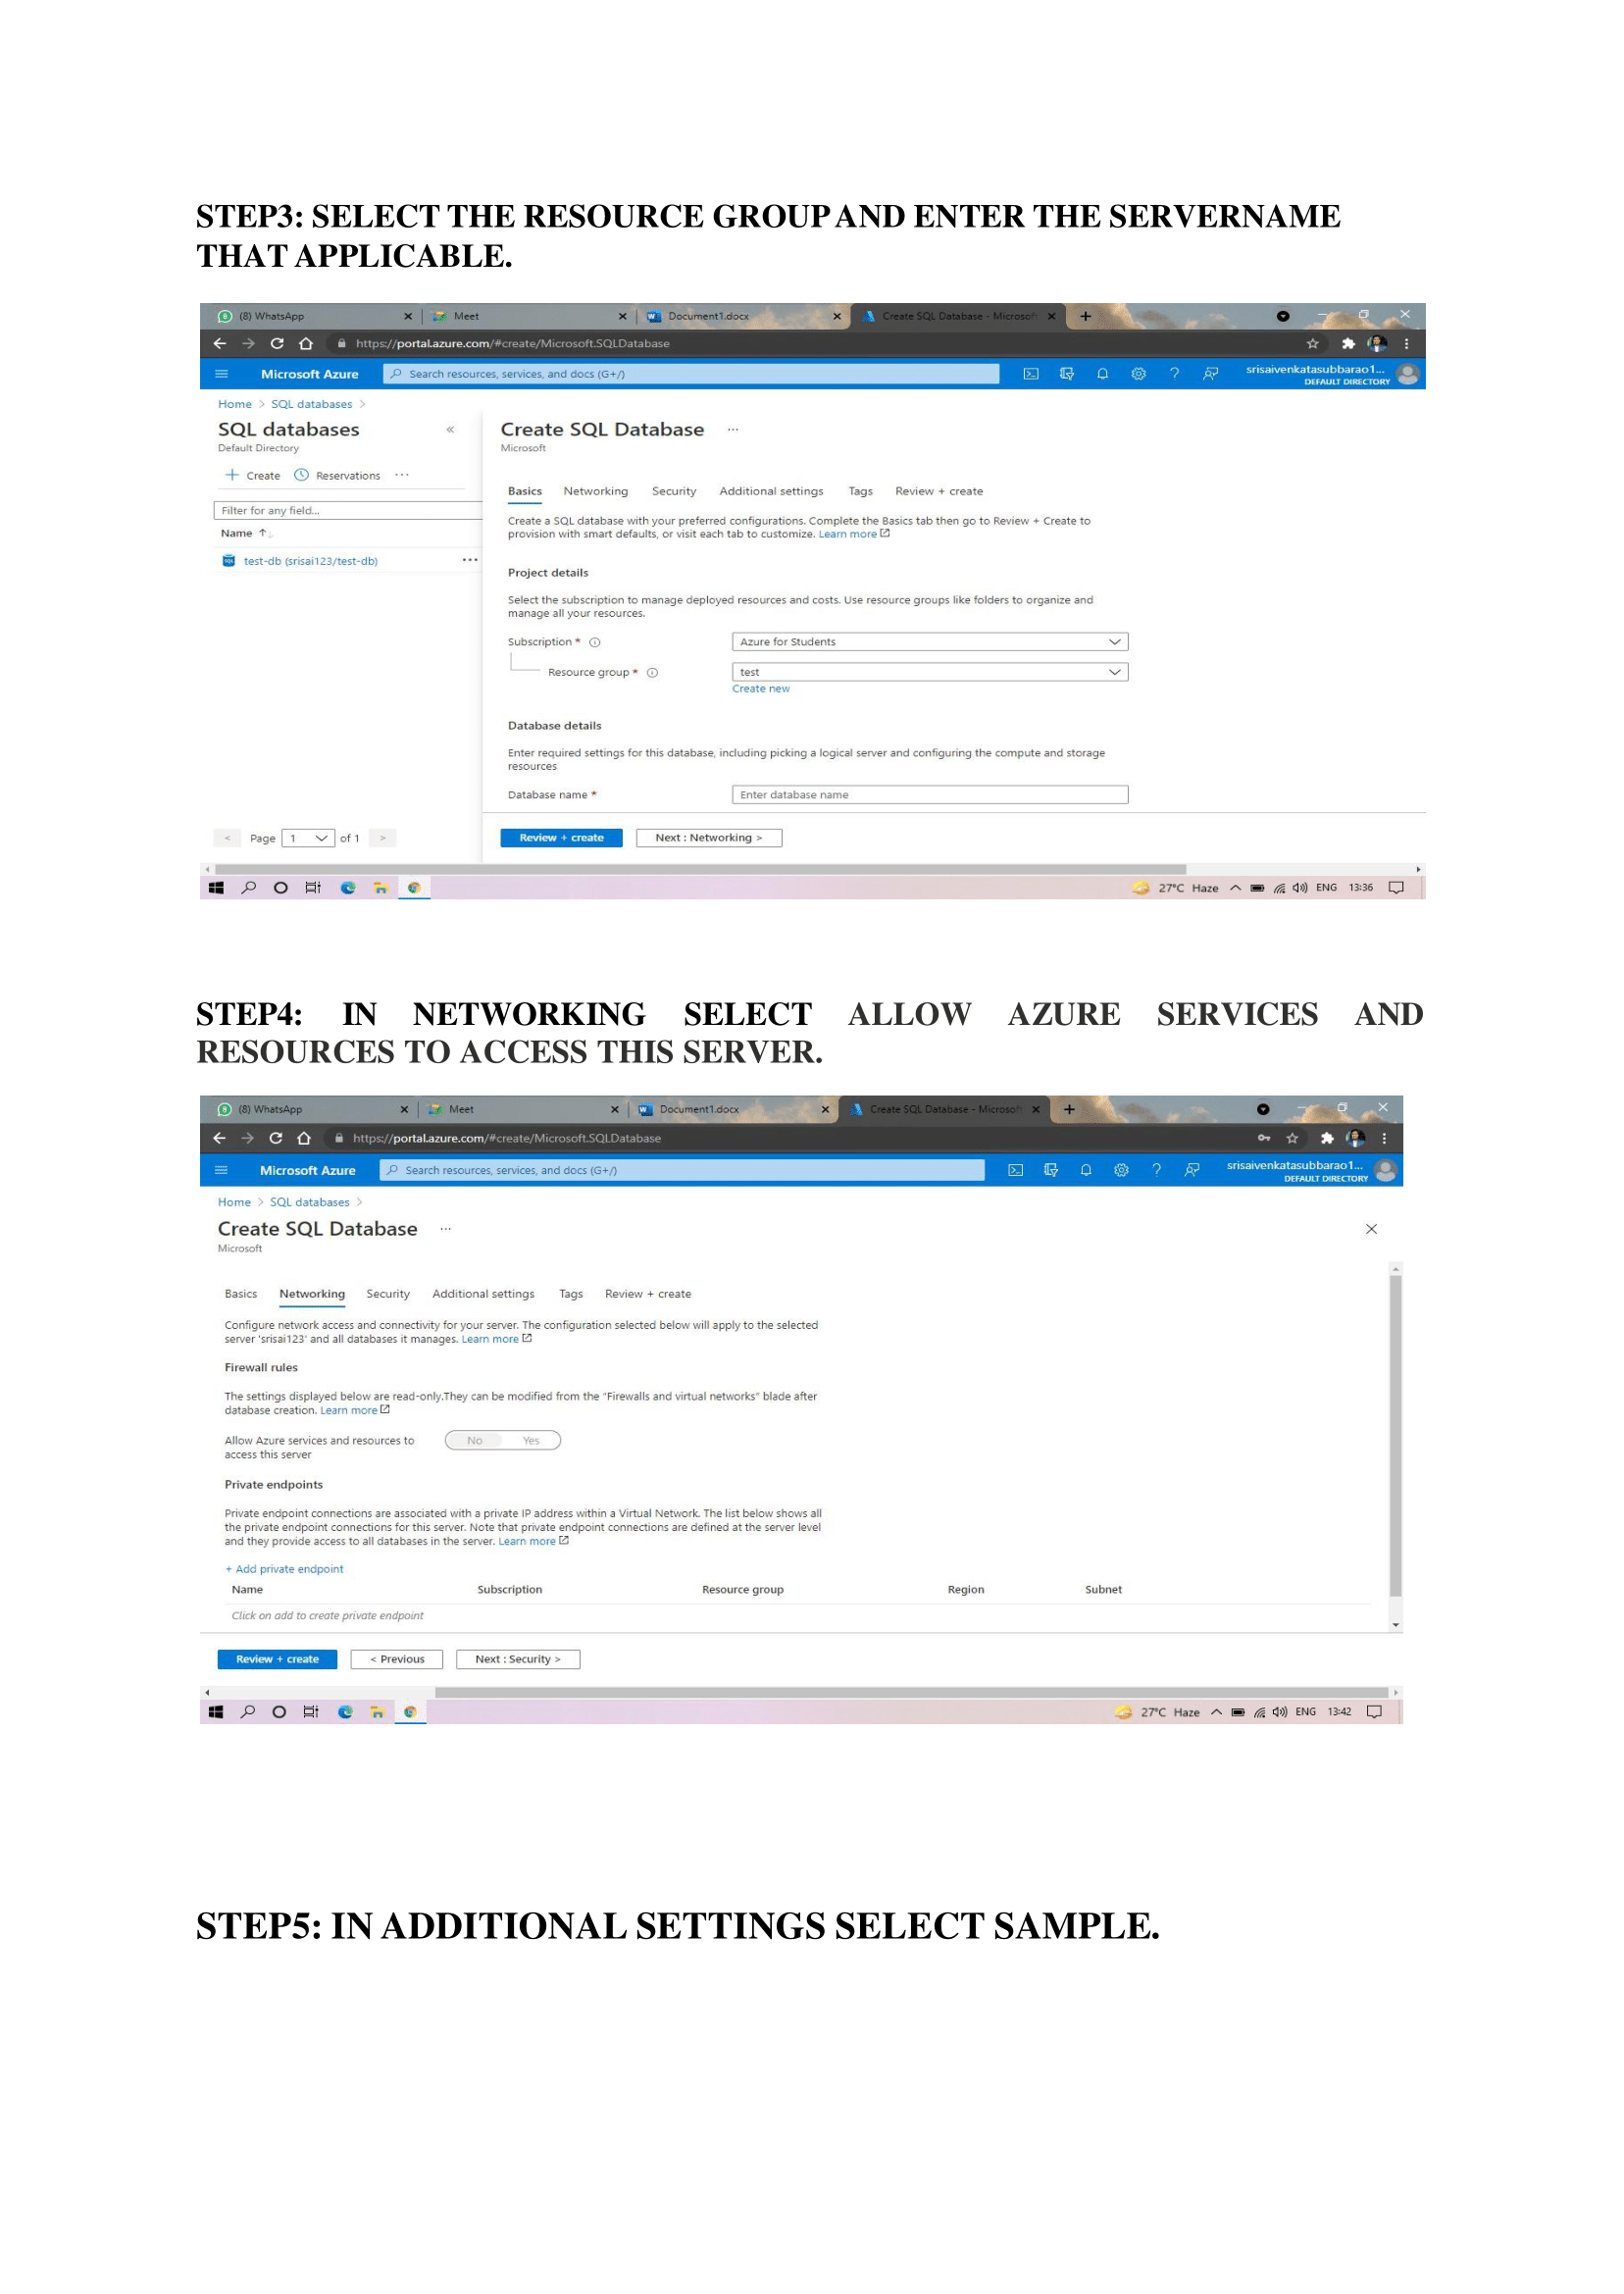 STEP3: SELECT THE RESOURCE GROUP AND ENTER THE SERVERNAME
THAT APPLICABLE.
(8) WhatsApp
Meet
Document1.docx
Create SQL Database - Microsoft
https://portal.azure.com/#create/Microsoft.SQLDatabase
Microsoft Azure
Search resources, services, and docs (G+/)
srisaivenkatasubbarao1...
DEFAULT DIRECTORY
Home > SQL databases >
SQL databases «
Default Directory
+ Create Reservations ...
Filter for any field...
Name ↑
test-db (srisai123/test-db) ...
< Page 1 of 1 >
Create SQL Database ...
Microsoft
Basics Networking Security Additional settings Tags Review + create
Create a SQL database with your preferred configurations. Complete the Basics tab then go to Review + Create to
provision with smart defaults, or visit each tab to customize. Learn more
Project details
Select the subscription to manage deployed resources and costs. Use resource groups like folders to organize and
manage all your resources.
Subscription * Azure for Students
Resource group * test
Create new
Database details
Enter required settings for this database, including picking a logical server and configuring the compute and storage
resources
Database name * Enter database name
Review + create Next : Networking >
27°C Haze ENG 13:36
STEP4: IN NETWORKING SELECT ALLOW AZURE SERVICES AND
RESOURCES TO ACCESS THIS SERVER.
(8) WhatsApp
Meet
Document1.docx
Create SQL Database - Microsoft
https://portal.azure.com/#create/Microsoft.SQLDatabase
Microsoft Azure
Search resources, services, and docs (G+/)
srisaivenkatasubbarao1...
DEFAULT DIRECTORY
Home > SQL databases >
Create SQL Database ...
Microsoft
Basics Networking Security Additional settings Tags Review + create
Configure network access and connectivity for your server. The configuration selected below will apply to the selected
server 'srisai123' and all databases it manages. Learn more
Firewall rules
The settings displayed below are read-only.They can be modified from the "Firewalls and virtual networks" blade after
database creation. Learn more
Allow Azure services and resources to No Yes
access this server
Private endpoints
Private endpoint connections are associated with a private IP address within a Virtual Network. The list below shows all
the private endpoint connections for this server. Note that private endpoint connections are defined at the server level
and they provide access to all databases in the server. Learn more
+ Add private endpoint
Name Subscription Resource group Region Subnet
Click on add to create private endpoint
Review + create < Previous Next : Security >
27°C Haze ENG 13:42
STEP5: IN ADDITIONAL SETTINGS SELECT SAMPLE.